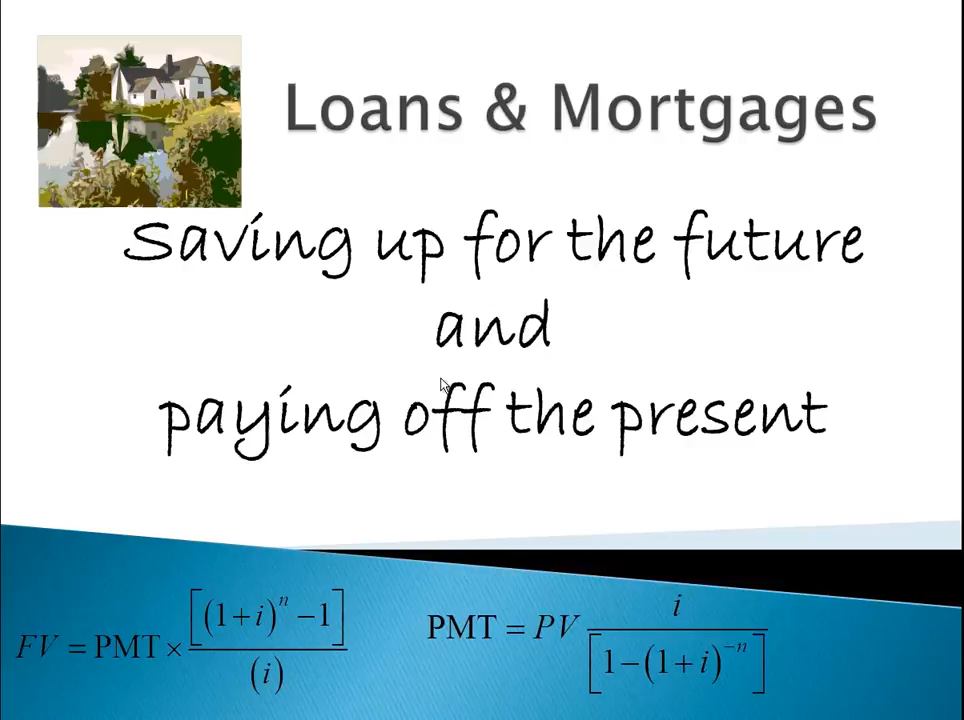 Loans & Mortgages
Saving up for the future
and
paying off the present
FV = PMT × [(1+i)^n − 1] / (i)
PMT = PV i / [1−(1+i)^−n]